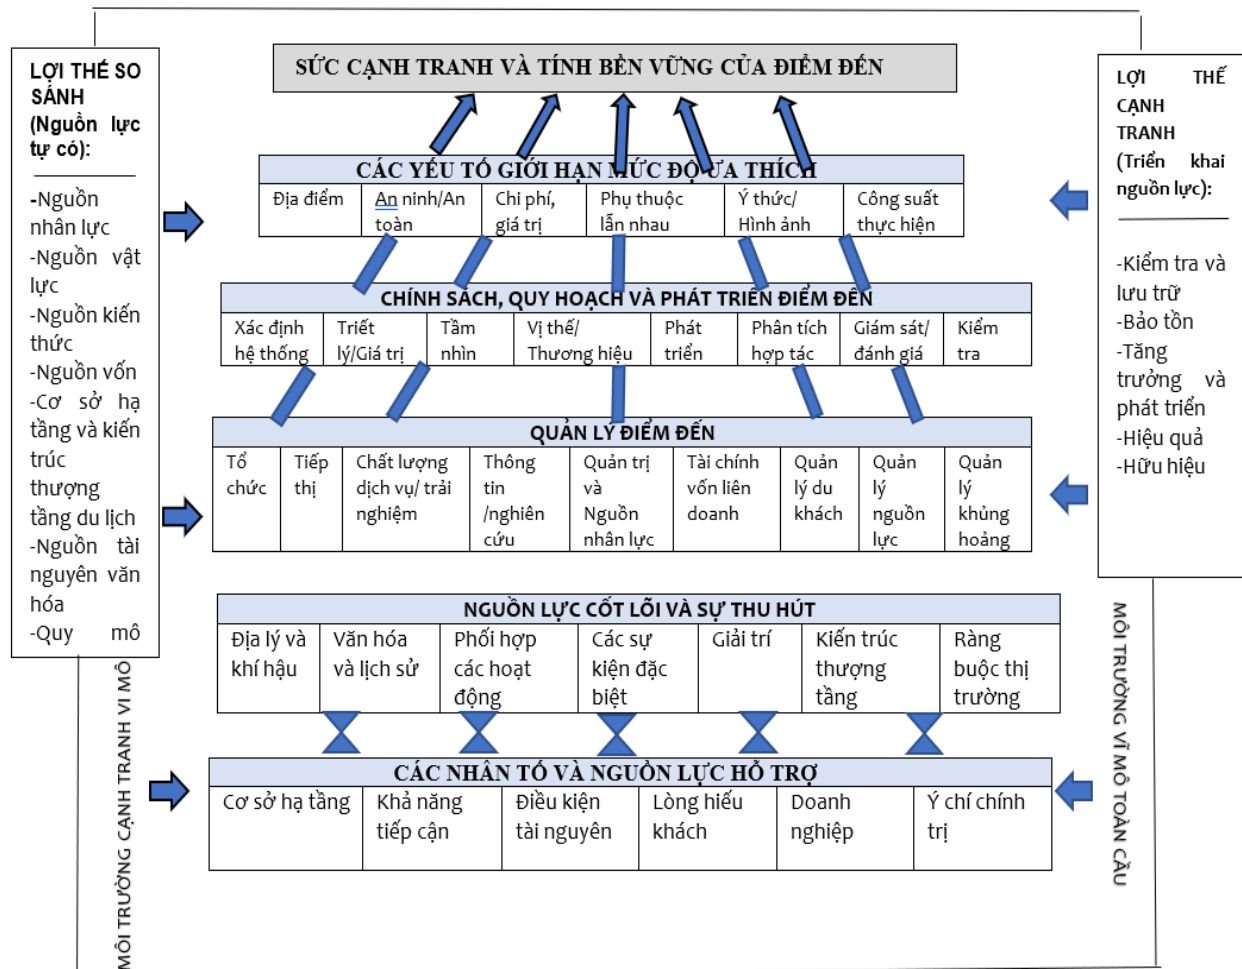 SỨC CẠNH TRANH VÀ TÍNH BỀN VỮNG CỦA ĐIỂM ĐẾN
LỢI THẾ SO
SÁNH
(Nguồn lực
tự có):
-Nguồn
nhân lực
-Nguồn vật
lực
-Nguồn kiến
thức
-Nguồn vốn
-Cơ sở hạ
tầng và kiến
trúc
thượng
tầng du lịch
-Nguồn tài
nguyên văn
hóa
-Quy mô
CÁC YẾU TỐ GIỚI HẠN MỨC ĐỘ ƯA THÍCH
Địa điểm
An ninh/An
toàn
Chi phí,
giá trị
Phụ thuộc
lẫn nhau
Ý thức/
Hình ảnh
Công suất
thực hiện
CHÍNH SÁCH, QUY HOẠCH VÀ PHÁT TRIỂN ĐIỂM ĐẾN
Xác định
hệ thống
Triết
lý/Giá trị
Tầm
nhìn
Vị thế/
Thương hiệu
Phát
triển
Phân tích
hợp tác
Giám sát/
đánh giá
Kiểm
tra
QUẢN LÝ ĐIỂM ĐẾN
Tổ
chức
Tiếp
thị
Chất lượng
dịch vụ/ trải
nghiệm
Thông
tin
/nghiên
cứu
Quản trị
và
Nguồn
nhân lực
Tài chính
vốn liên
doanh
Quản
lý du
khách
Quản
lý
nguồn
lực
Quản
lý
khủng
hoảng
NGUỒN LỰC CỐT LÕI VÀ SỰ THU HÚT
Địa lý và
khí hậu
Văn hóa
và lịch sử
Phối hợp
các hoạt
động
Các sự
kiện đặc
biệt
Giải trí
Kiến trúc
thượng
tầng
Ràng
buộc thị
trường
CÁC NHÂN TỐ VÀ NGUỒN LỰC HỖ TRỢ
Cơ sở hạ tầng
Khả năng
tiếp cận
Điều kiện
tài nguyên
Lòng hiếu
khách
Doanh
nghiệp
Ý chí chính
trị
LỢI THẾ
CẠNH
TRANH
(Triển khai
nguồn lực):
-Kiểm tra và
lưu trữ
-Bảo tồn
-Tăng
trưởng và
phát triển
-Hiệu quả
-Hữu hiệu
MÔI TRƯỜNG CẠNH TRANH VI MÔ
MÔI TRƯỜNG VĨ MÔ TOÀN CẦU